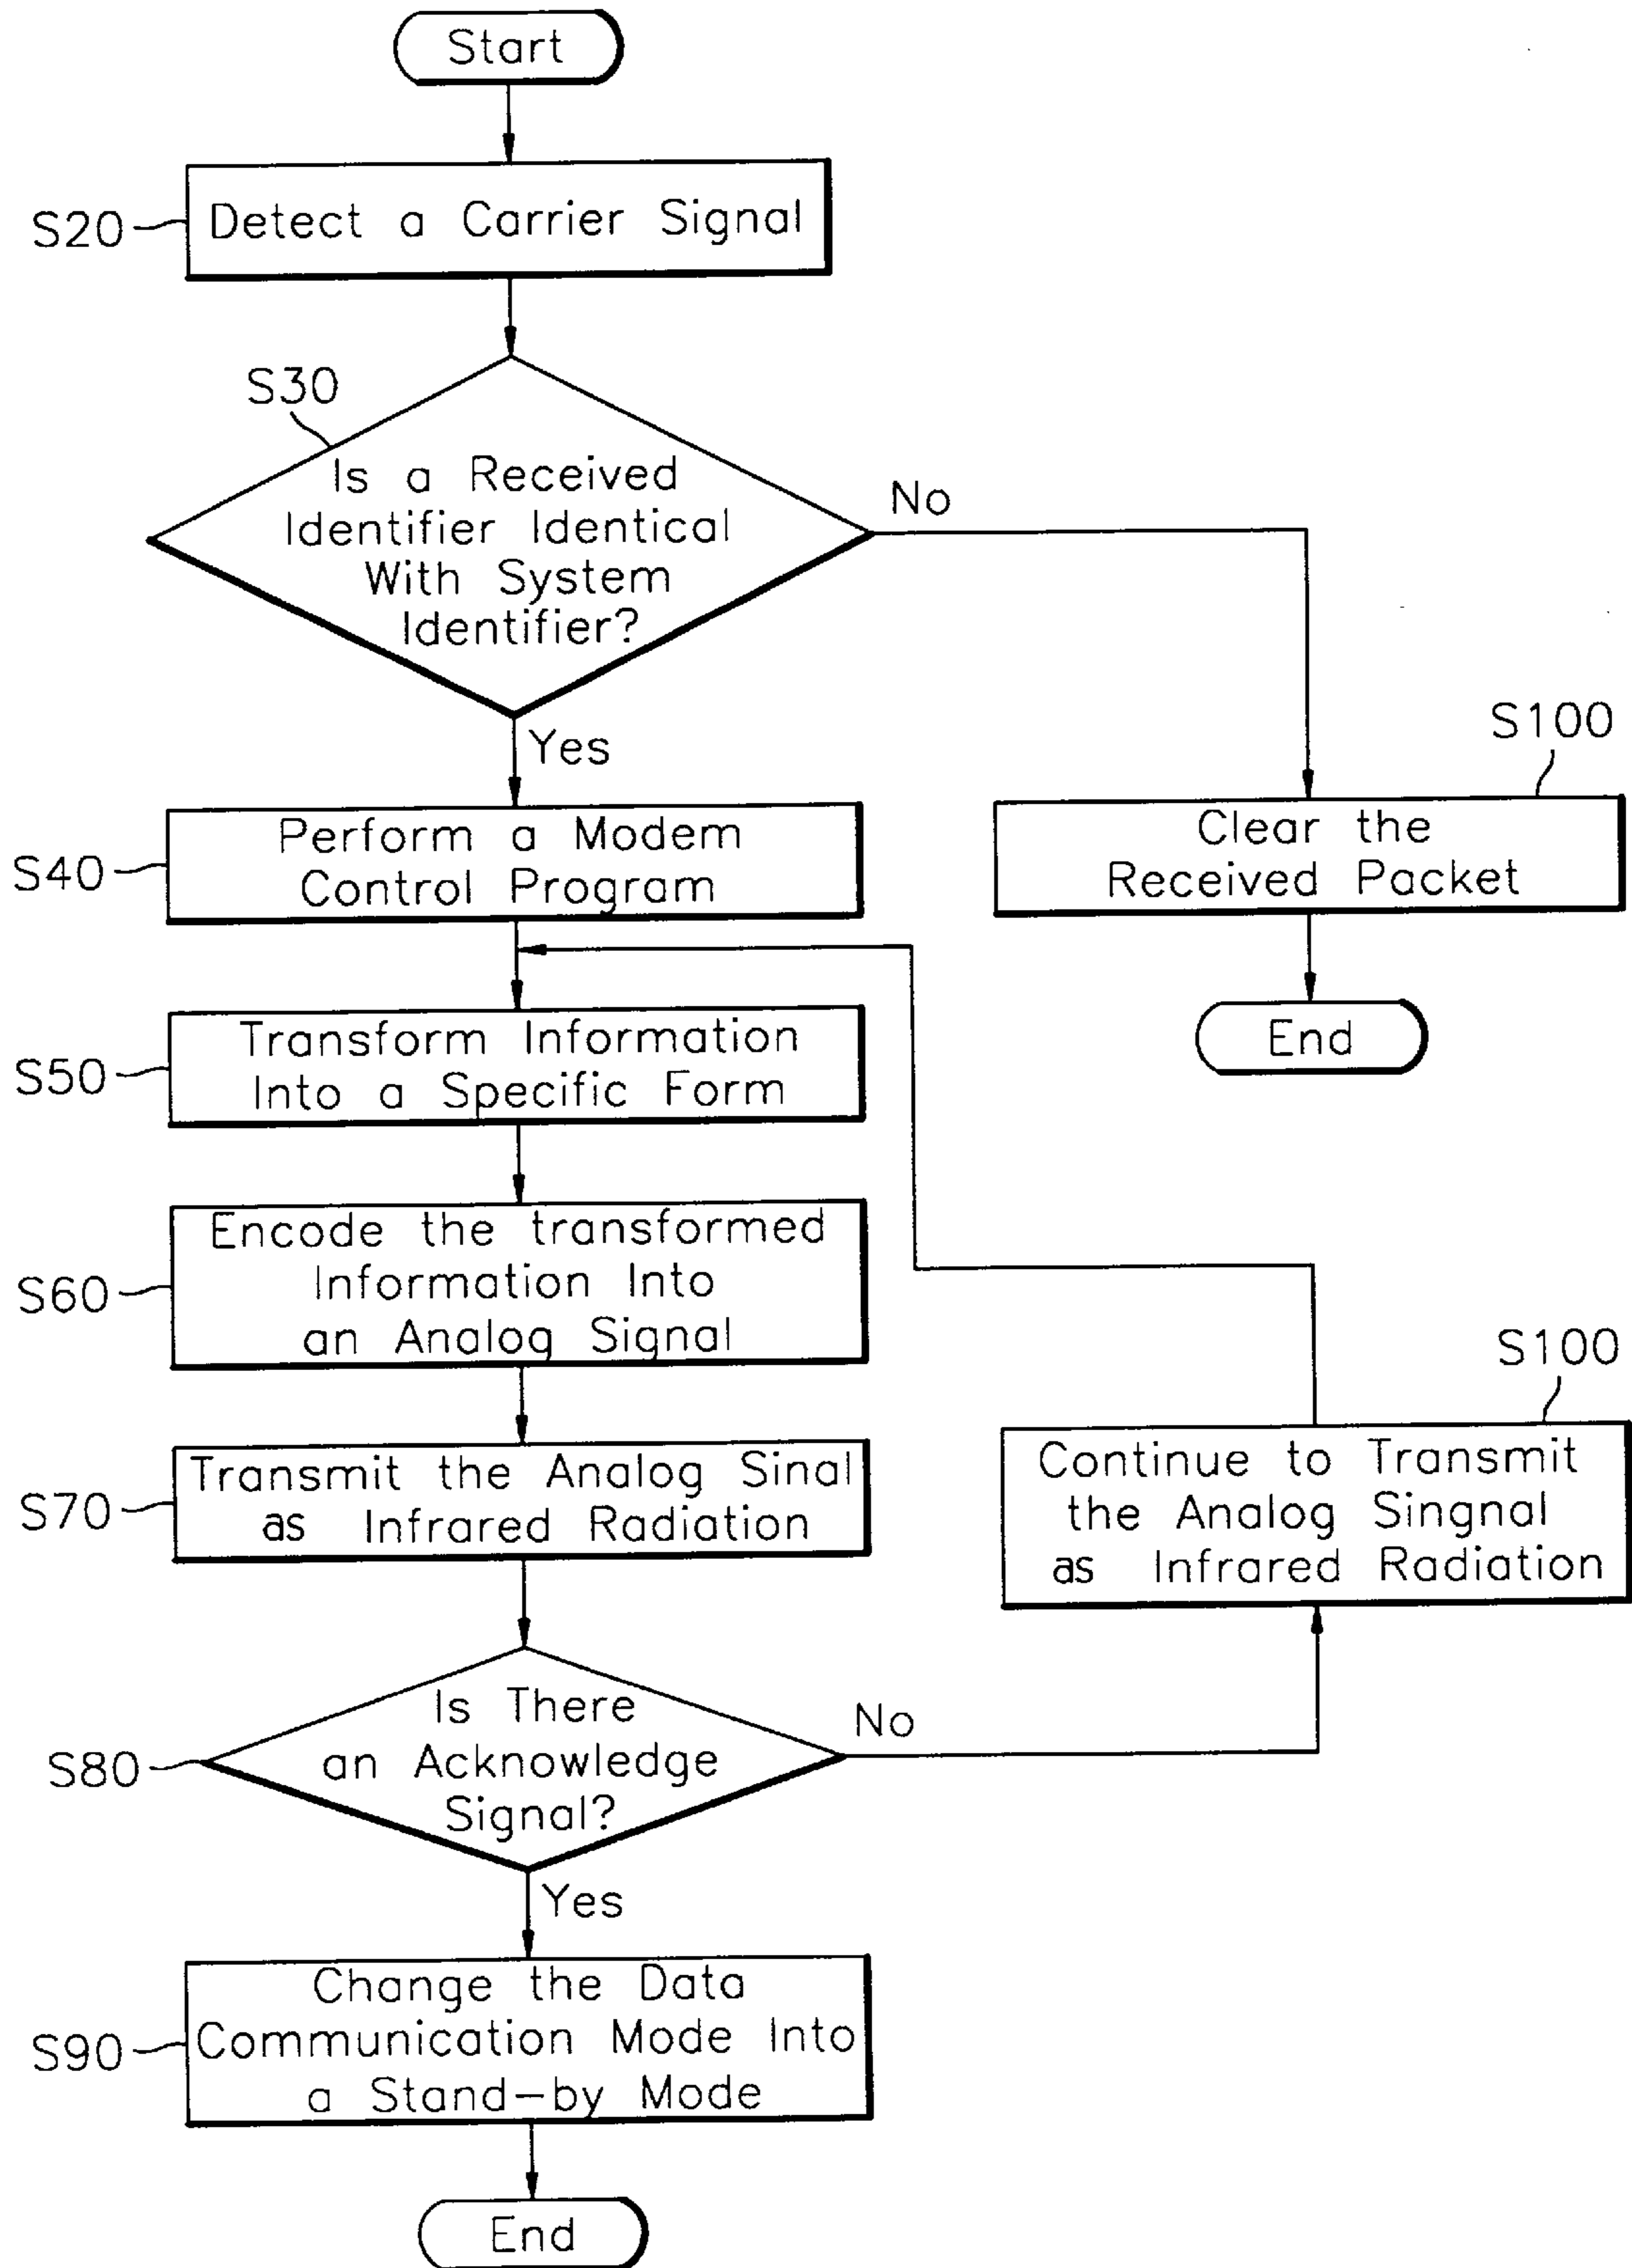 Start
S20
Detect a Carrier Signal
S30
Is a Received
Identifier Identical
With System
Identifier?
No
Yes
S100
Clear the
Received Packet
End
S40
Perform a Modem
Control Program
S50
Transform Information
Into a Specific Form
S60
Encode the transformed
Information Into
an Analog Signal
S70
Transmit the Analog Sinal
as Infrared Radiation
S100
Continue to Transmit
the Analog Singnal
as Infrared Radiation
S80
Is There
an Acknowledge
Signal?
No
Yes
S90
Change the Data
Communication Mode Into
a Stand-by Mode
End